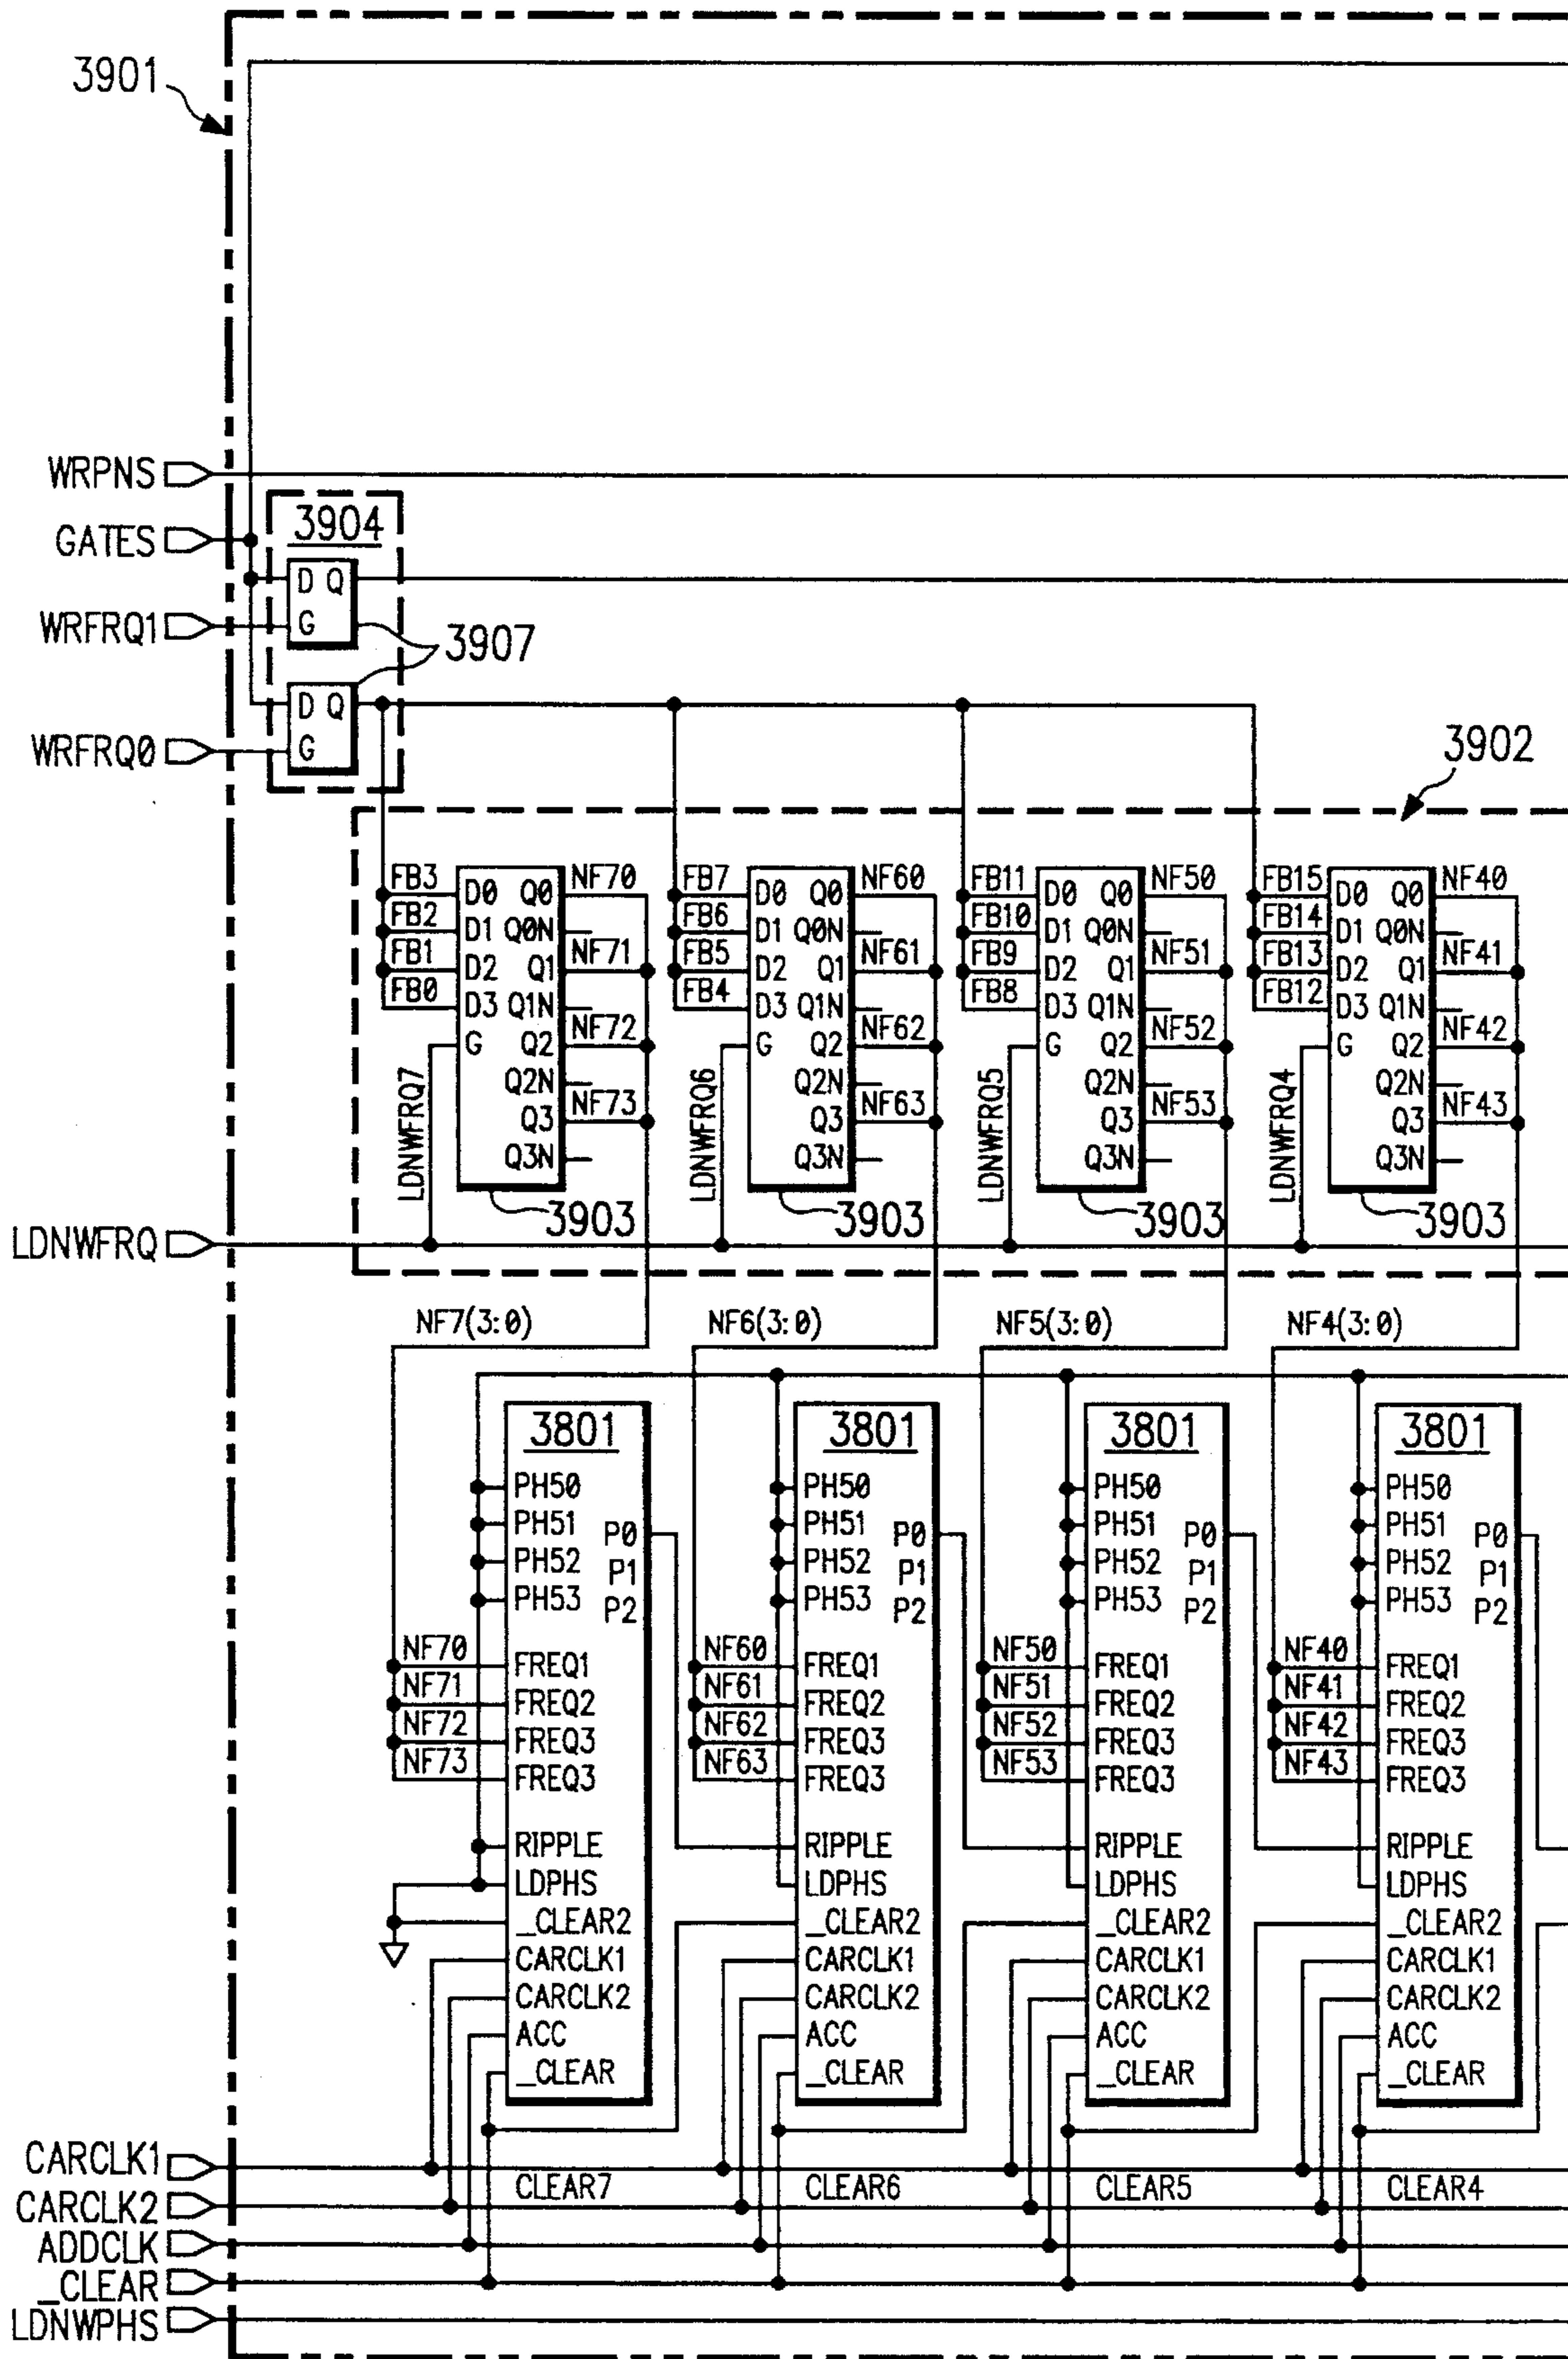 3901
WRPNS
GATES
3904
D Q
G
WRFRQ1
3907
D Q
G
WRFRQ0
3902
FB3 D0 Q0 NF70
FB2 D1 Q0N
FB1 D2 Q1 NF71
FB0 D3 Q1N
G Q2 NF72
Q2N
Q3 NF73
Q3N
LDNWFRQ7
3903
FB7 D0 Q0 NF60
FB6 D1 Q0N
FB5 D2 Q1 NF61
FB4 D3 Q1N
G Q2 NF62
Q2N
Q3 NF63
Q3N
LDNWFRQ6
3903
FB11 D0 Q0 NF50
FB10 D1 Q0N
FB9 D2 Q1 NF51
FB8 D3 Q1N
G Q2 NF52
Q2N
Q3 NF53
Q3N
LDNWFRQ5
3903
FB15 D0 Q0 NF40
FB14 D1 Q0N
FB13 D2 Q1 NF41
FB12 D3 Q1N
G Q2 NF42
Q2N
Q3 NF43
Q3N
LDNWFRQ4
3903
LDNWFRQ
NF7(3:0)
NF6(3:0)
NF5(3:0)
NF4(3:0)
3801
PH50
PH51 P0
PH52 P1
PH53 P2
NF70 FREQ1
NF71 FREQ2
NF72 FREQ3
NF73 FREQ3
RIPPLE
LDPHS
_CLEAR2
CARCLK1
CARCLK2
ACC
_CLEAR
3801
PH50
PH51 P0
PH52 P1
PH53 P2
NF60 FREQ1
NF61 FREQ2
NF62 FREQ3
NF63 FREQ3
RIPPLE
LDPHS
_CLEAR2
CARCLK1
CARCLK2
ACC
_CLEAR
3801
PH50
PH51 P0
PH52 P1
PH53 P2
NF50 FREQ1
NF51 FREQ2
NF52 FREQ3
NF53 FREQ3
RIPPLE
LDPHS
_CLEAR2
CARCLK1
CARCLK2
ACC
_CLEAR
3801
PH50
PH51 P0
PH52 P1
PH53 P2
NF40 FREQ1
NF41 FREQ2
NF42 FREQ3
NF43 FREQ3
RIPPLE
LDPHS
_CLEAR2
CARCLK1
CARCLK2
ACC
_CLEAR
CARCLK1
CLEAR7 CLEAR6 CLEAR5 CLEAR4
CARCLK2
ADDCLK
_CLEAR
LDNWPHS